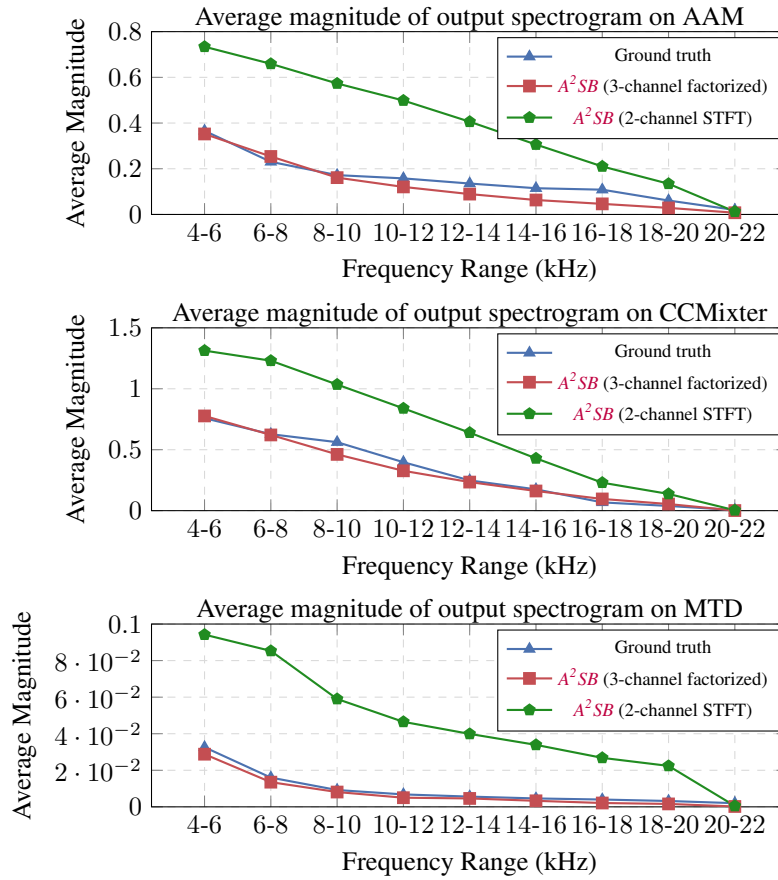 Average magnitude of output spectrogram on AAM
Average Magnitude
0.8
0.6
0.4
0.2
0
Ground truth
A²SB (3-channel factorized)
A²SB (2-channel STFT)
4-6 6-8 8-10 10-12 12-14 14-16 16-18 18-20 20-22
Frequency Range (kHz)
Average magnitude of output spectrogram on CCMixter
Average Magnitude
1.5
1
0.5
0
Ground truth
A²SB (3-channel factorized)
A²SB (2-channel STFT)
4-6 6-8 8-10 10-12 12-14 14-16 16-18 18-20 20-22
Frequency Range (kHz)
Average magnitude of output spectrogram on MTD
Average Magnitude
0.1
8 · 10⁻²
6 · 10⁻²
4 · 10⁻²
2 · 10⁻²
0
Ground truth
A²SB (3-channel factorized)
A²SB (2-channel STFT)
4-6 6-8 8-10 10-12 12-14 14-16 16-18 18-20 20-22
Frequency Range (kHz)